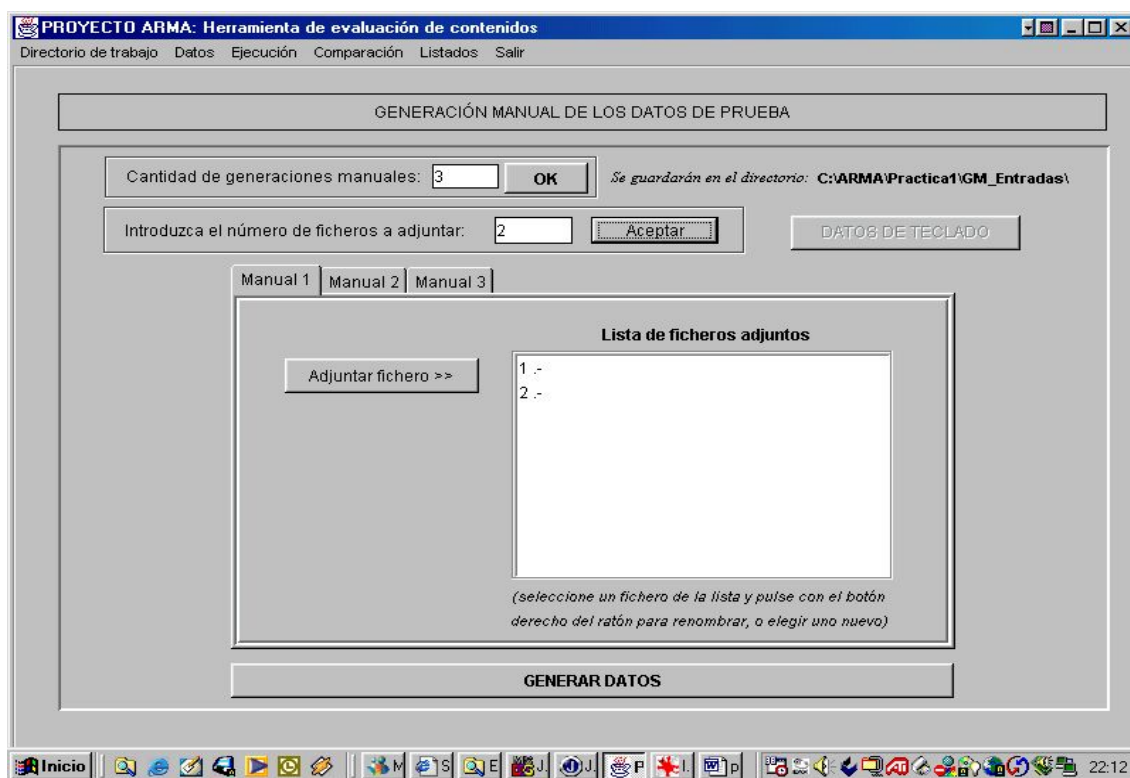 PROYECTO ARMA: Herramienta de evaluación de contenidos
Directorio de trabajo Datos Ejecución Comparación Listados Salir
GENERACIÓN MANUAL DE LOS DATOS DE PRUEBA
Cantidad de generaciones manuales: 3 OK Se guardarán en el directorio: C:\ARMA\Practica1\GM_Entradas\
Introduzca el número de ficheros a adjuntar: 2 Aceptar DATOS DE TECLADO
Manual 1 Manual 2 Manual 3
Lista de ficheros adjuntos
Adjuntar fichero >>
1 .-
2 .-
(seleccione un fichero de la lista y pulse con el botón
derecho del ratón para renombrar, o elegir uno nuevo)
GENERAR DATOS
Inicio M S E J. J. P I. p 22:12